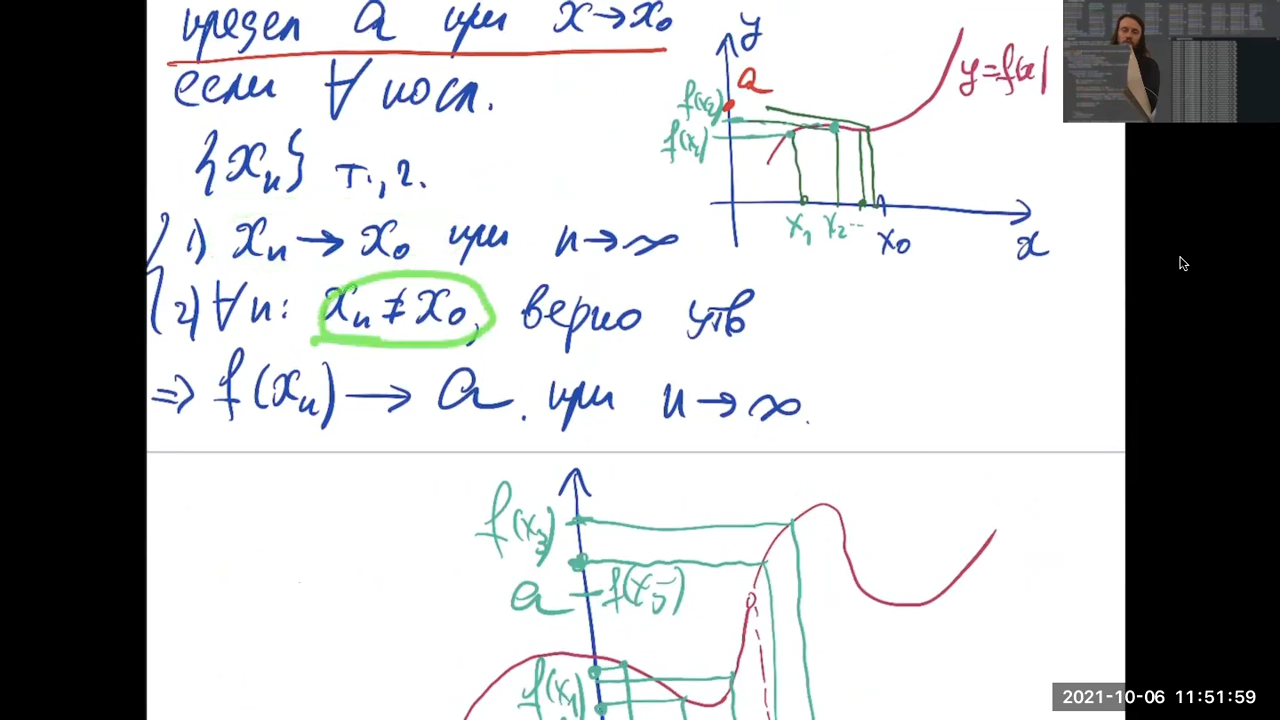 предел a при x→x₀
если ∀ посл.
{xₙ} т.,ч.
1) xₙ → x₀ при n→∞
2) ∀n: xₙ ≠ x₀, верно утв
=> f(xₙ) → a. при n→∞.
y
a
y=f(x)
f(x₂)
f(x₁)
x₁ x₂ ... x₀
x
f(x₃)
a f(x₅)
f(x₁)
2021-10-06 11:51:59